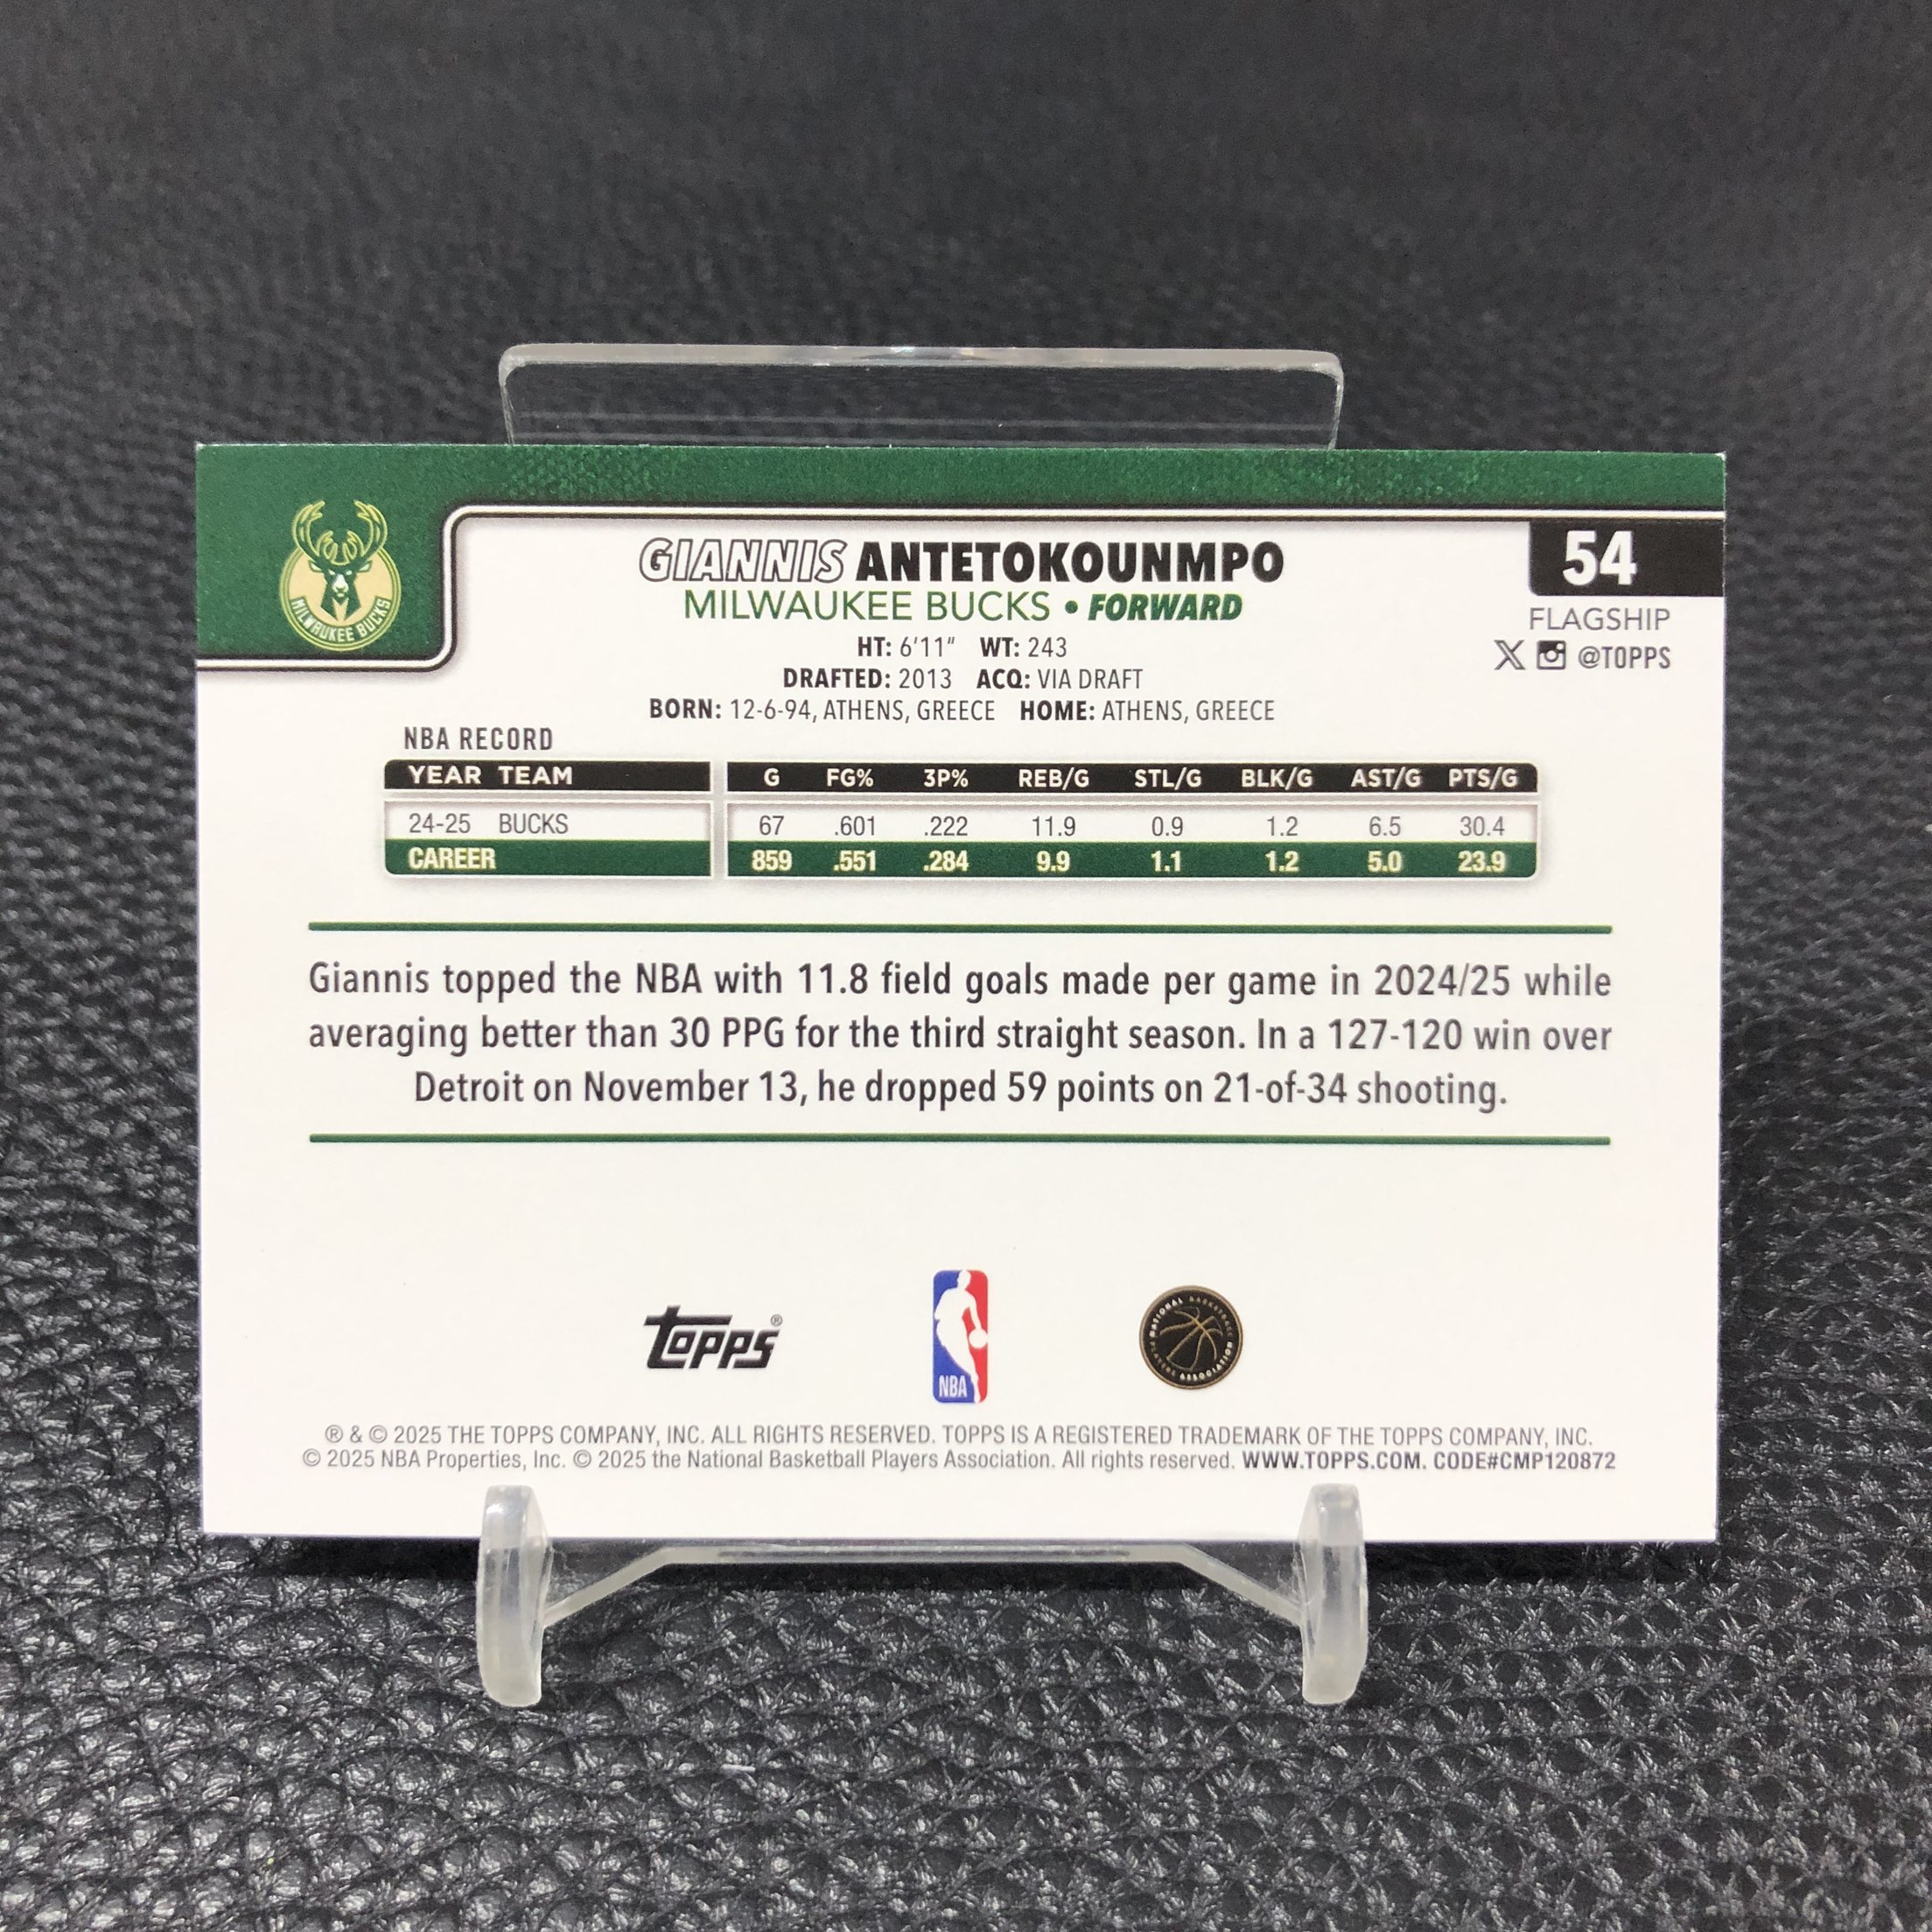 MILWAUKEE BUCKS
GIANNIS ANTETOKOUNMPO
MILWAUKEE BUCKS • FORWARD
HT: 6'11" WT: 243
DRAFTED: 2013 ACQ: VIA DRAFT
BORN: 12-6-94, ATHENS, GREECE HOME: ATHENS, GREECE
54
FLAGSHIP
X @TOPPS
NBA RECORD
YEAR TEAM G FG% 3P% REB/G STL/G BLK/G AST/G PTS/G
24-25 BUCKS 67 .601 .222 11.9 0.9 1.2 6.5 30.4
CAREER 859 .551 .284 9.9 1.1 1.2 5.0 23.9
Giannis topped the NBA with 11.8 field goals made per game in 2024/25 while
averaging better than 30 PPG for the third straight season. In a 127-120 win over
Detroit on November 13, he dropped 59 points on 21-of-34 shooting.
topps®
NBA
NATIONAL BASKETBALL PLAYERS ASSOCIATION
® & © 2025 THE TOPPS COMPANY, INC. ALL RIGHTS RESERVED. TOPPS IS A REGISTERED TRADEMARK OF THE TOPPS COMPANY, INC.
© 2025 NBA Properties, Inc. © 2025 the National Basketball Players Association. All rights reserved. WWW.TOPPS.COM. CODE#CMP120872